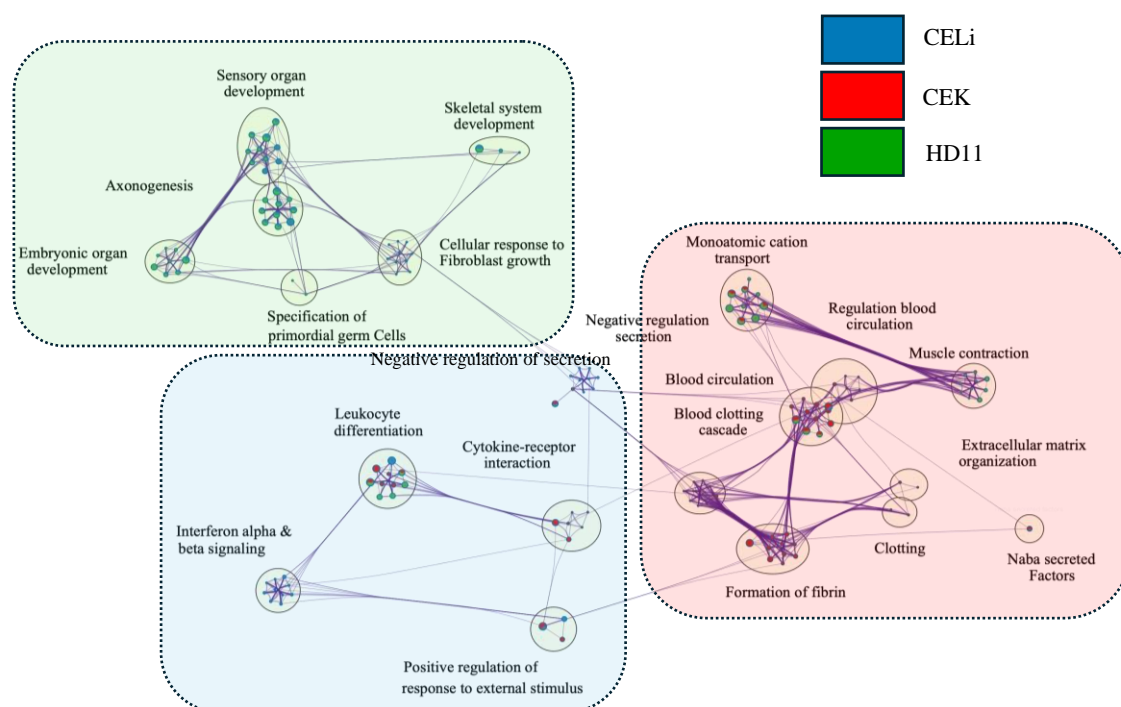 CELi
CEK
HD11
Sensory organ
development
Skeletal system
development
Axonogenesis
Embryonic organ
development
Cellular response to
Fibroblast growth
Specification of
primordial germ Cells
Monoatomic cation
transport
Negative regulation
secretion
Regulation blood
circulation
Muscle contraction
Blood circulation
Blood clotting
cascade
Extracellular matrix
organization
Clotting
Naba secreted
Factors
Formation of fibrin
Negative regulation of secretion
Leukocyte
differentiation
Cytokine-receptor
interaction
Interferon alpha &
beta signaling
Positive regulation of
response to external stimulus